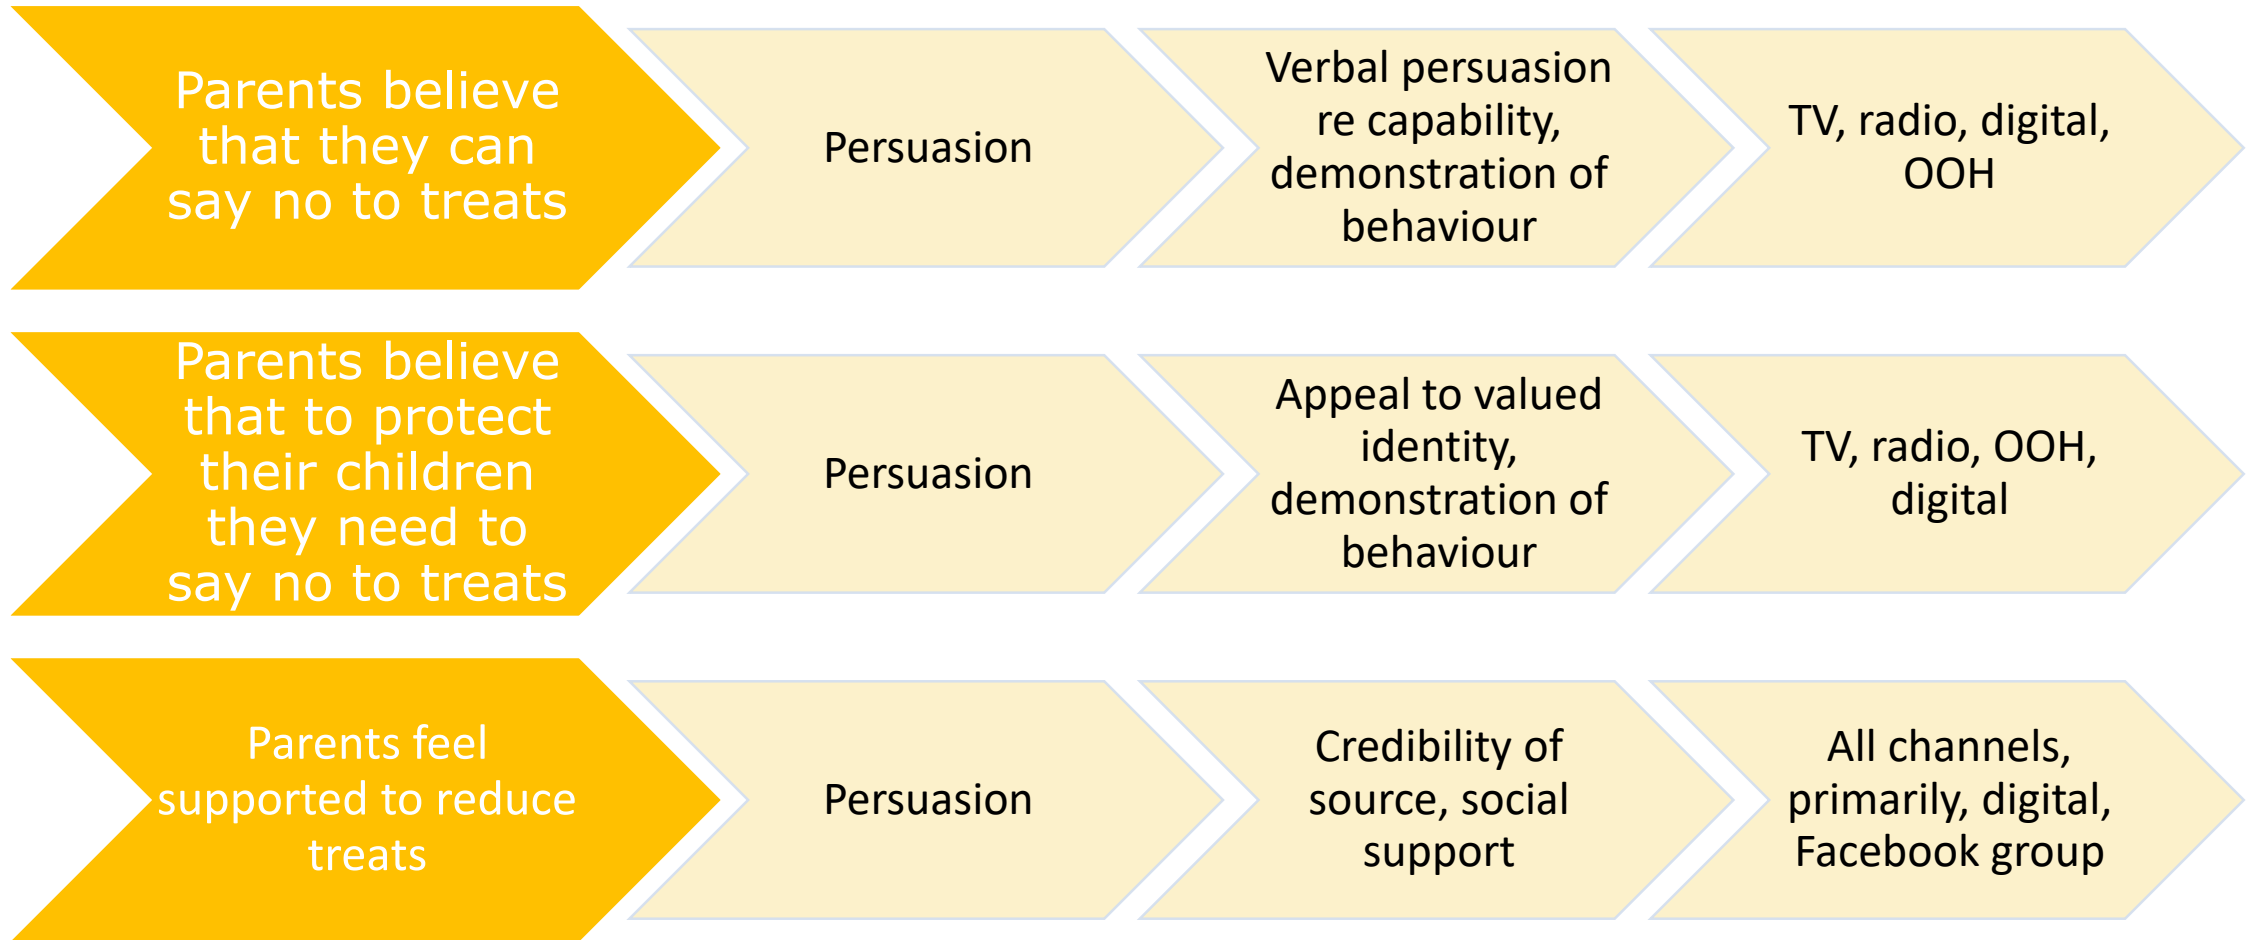 Parents believe
that they can
say no to treats
Persuasion
Verbal persuasion
re capability,
demonstration of
behaviour
TV, radio, digital,
OOH
Parents believe
that to protect
their children
they need to
say no to treats
Persuasion
Appeal to valued
identity,
demonstration of
behaviour
TV, radio, OOH,
digital
Parents feel
supported to reduce
treats
Persuasion
Credibility of
source, social
support
All channels,
primarily, digital,
Facebook group